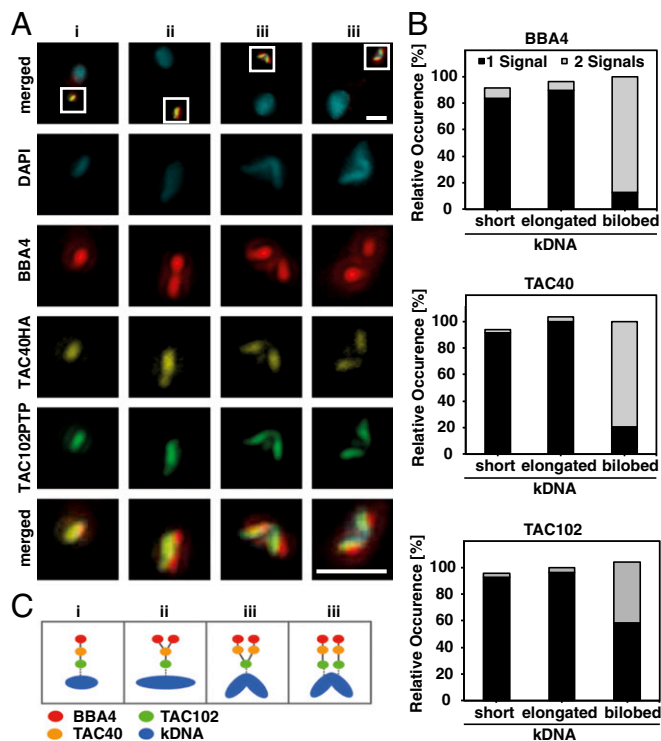 A
i ii iii iii
merged
DAPI
BBA4
TAC40HA
TAC102PTP
merged
B
BBA4
1 Signal 2 Signals
Relative Occurence [%]
100
80
60
40
20
0
short elongated bilobed
kDNA
TAC40
Relative Occurence [%]
100
80
60
40
20
0
short elongated bilobed
kDNA
TAC102
Relative Occurence [%]
100
80
60
40
20
0
short elongated bilobed
kDNA
C
i ii iii iii
BBA4 TAC102
TAC40 kDNA